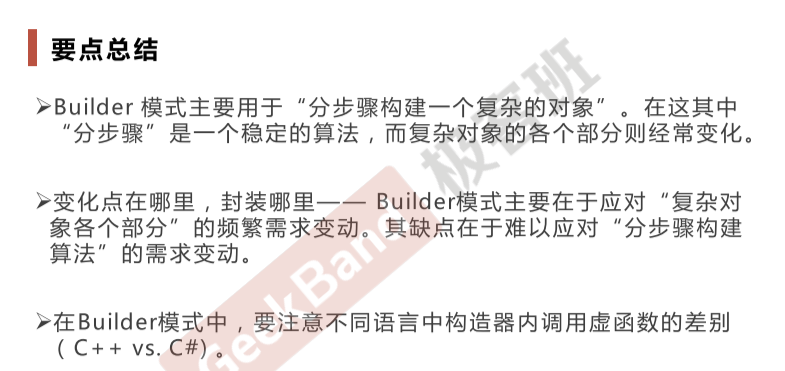 要点总结
➢Builder 模式主要用于“分步骤构建一个复杂的对象”。在这其中
“分步骤”是一个稳定的算法，而复杂对象的各个部分则经常变化。
➢变化点在哪里，封装哪里—— Builder模式主要在于应对“复杂对
象各个部分”的频繁需求变动。其缺点在于难以应对“分步骤构建
算法”的需求变动。
➢在Builder模式中，要注意不同语言中构造器内调用虚函数的差别
（ C++ vs. C#) 。
GeekBand 极客班